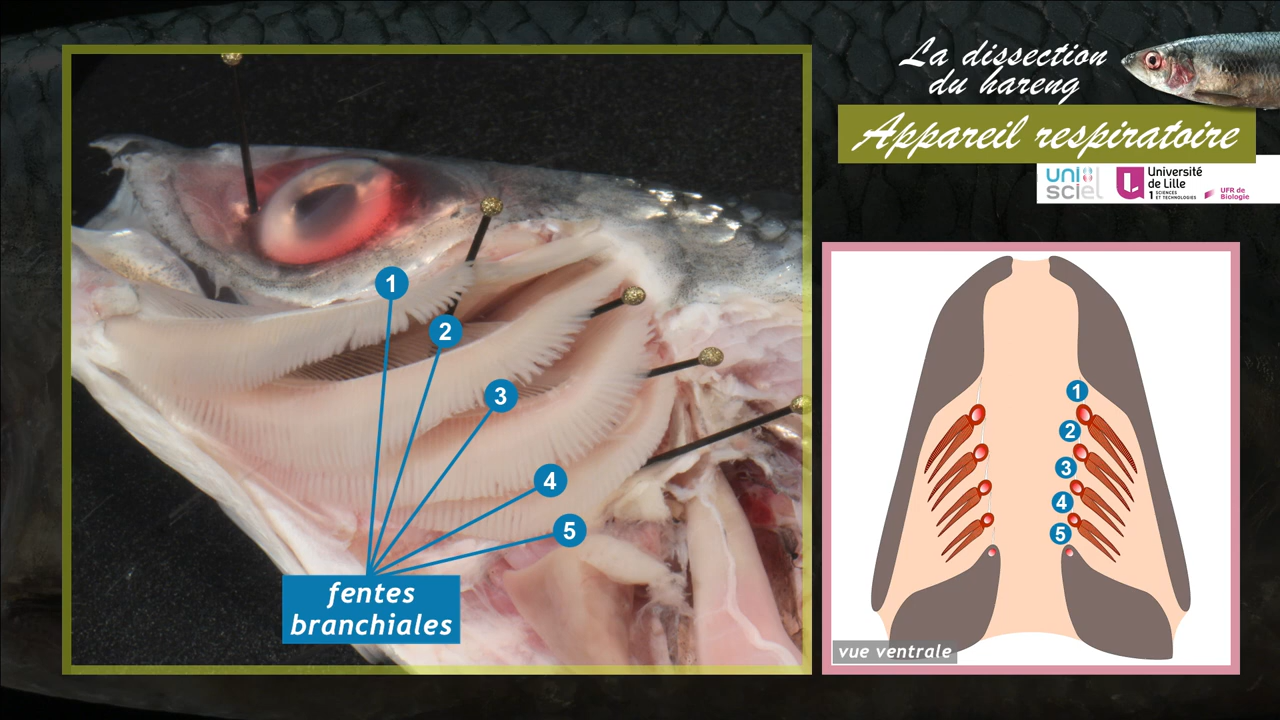 La dissection
du hareng
Appareil respiratoire
uni
sciel
Université
de Lille
1 SCIENCES
ET TECHNOLOGIES
UFR de
Biologie
1
2
3
4
5
fentes
branchiales
1
2
3
4
5
vue ventrale